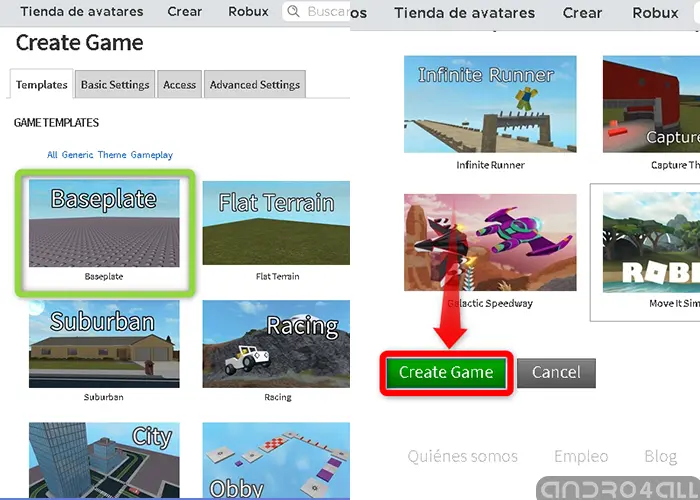 Tienda de avatares Crear Robux Buscar
Create Game
Templates Basic Settings Access Advanced Settings
GAME TEMPLATES
All Generic Theme Gameplay
Baseplate Flat Terrain
Baseplate Flat Terrain
Suburban Racing
Suburban Racing
City Obby
os Tienda de avatares Crear Robux
Infinite Runner Capture
Infinite Runner Capture Th
ROB
Galactic Speedway Move It Sim
Create Game Cancel
Quiénes somos Empleo Blog
ANDRO4ALL